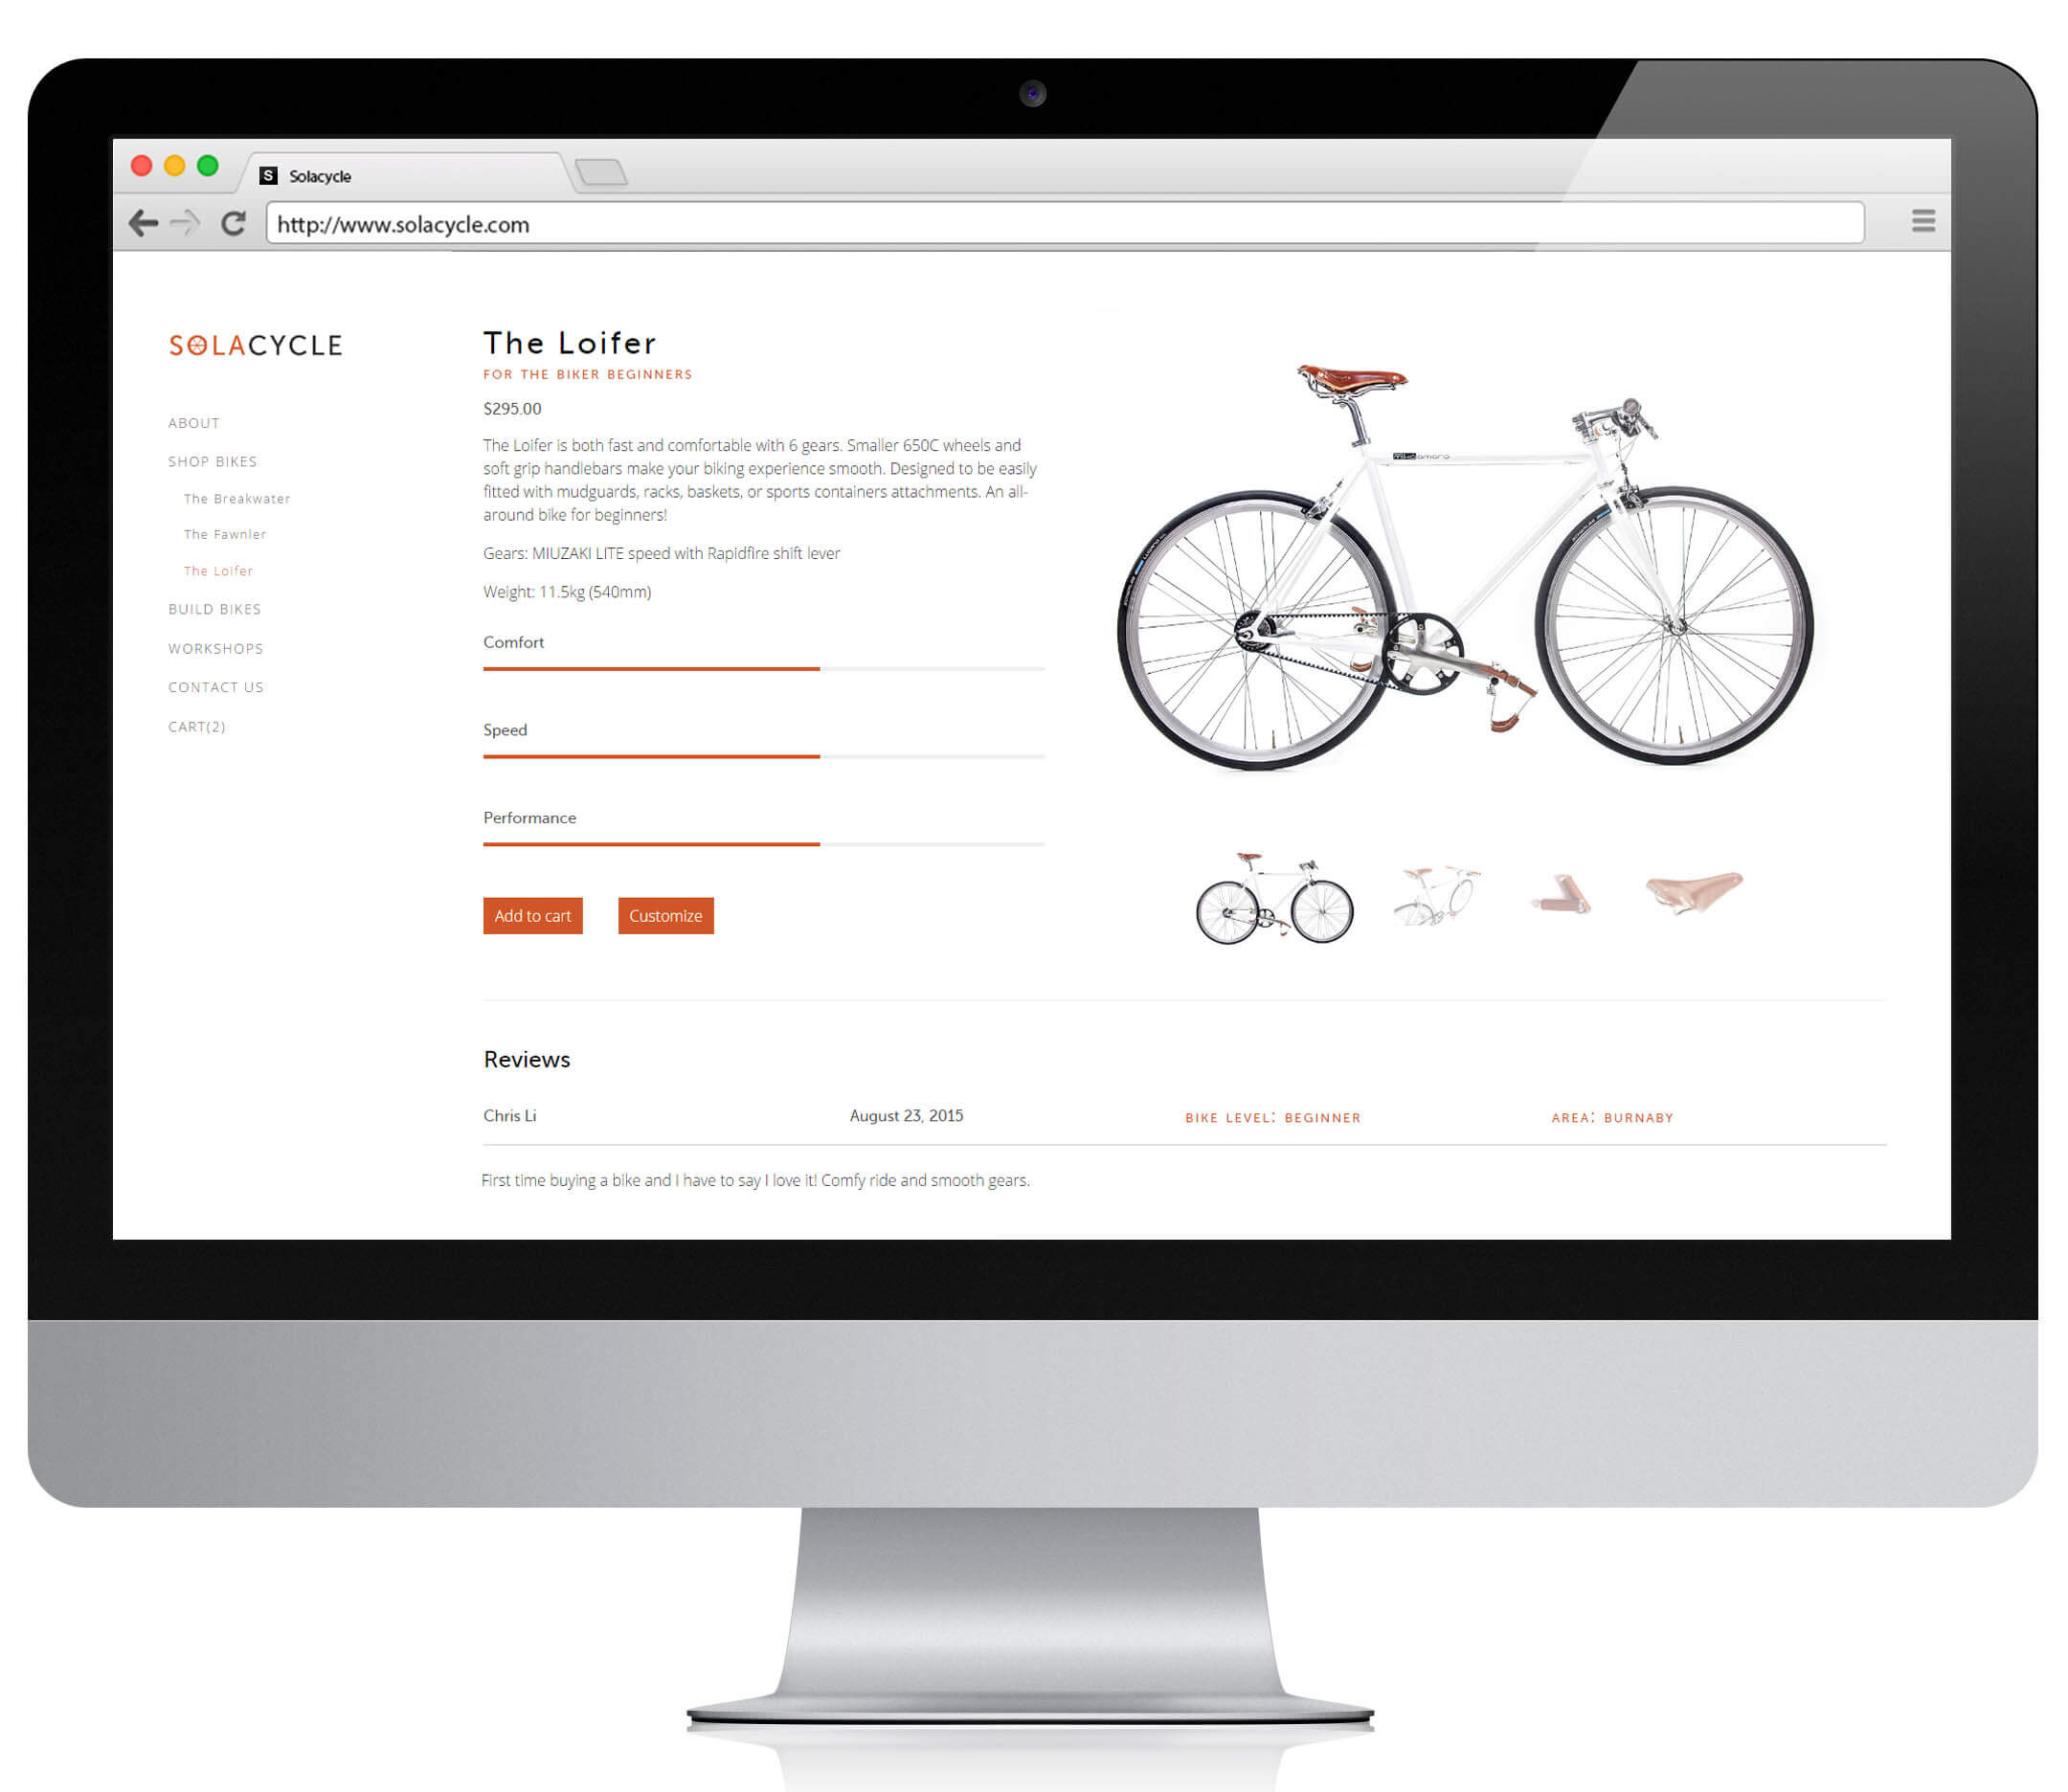 S Solacycle
http://www.solacycle.com
SOLACYCLE
ABOUT
SHOP BIKES
The Breakwater
The Fawnler
The Loifer
BUILD BIKES
WORKSHOPS
CONTACT US
CART(2)
The Loifer
FOR THE BIKER BEGINNERS
$295.00
The Loifer is both fast and comfortable with 6 gears. Smaller 650C wheels and
soft grip handlebars make your biking experience smooth. Designed to be easily
fitted with mudguards, racks, baskets, or sports containers attachments. An all-
around bike for beginners!
Gears: MIUZAKI LITE speed with Rapidfire shift lever
Weight: 11.5kg (540mm)
Comfort
Speed
Performance
Add to cart Customize
Reviews
Chris Li August 23, 2015 BIKE LEVEL: BEGINNER AREA: BURNABY
First time buying a bike and I have to say I love it! Comfy ride and smooth gears.